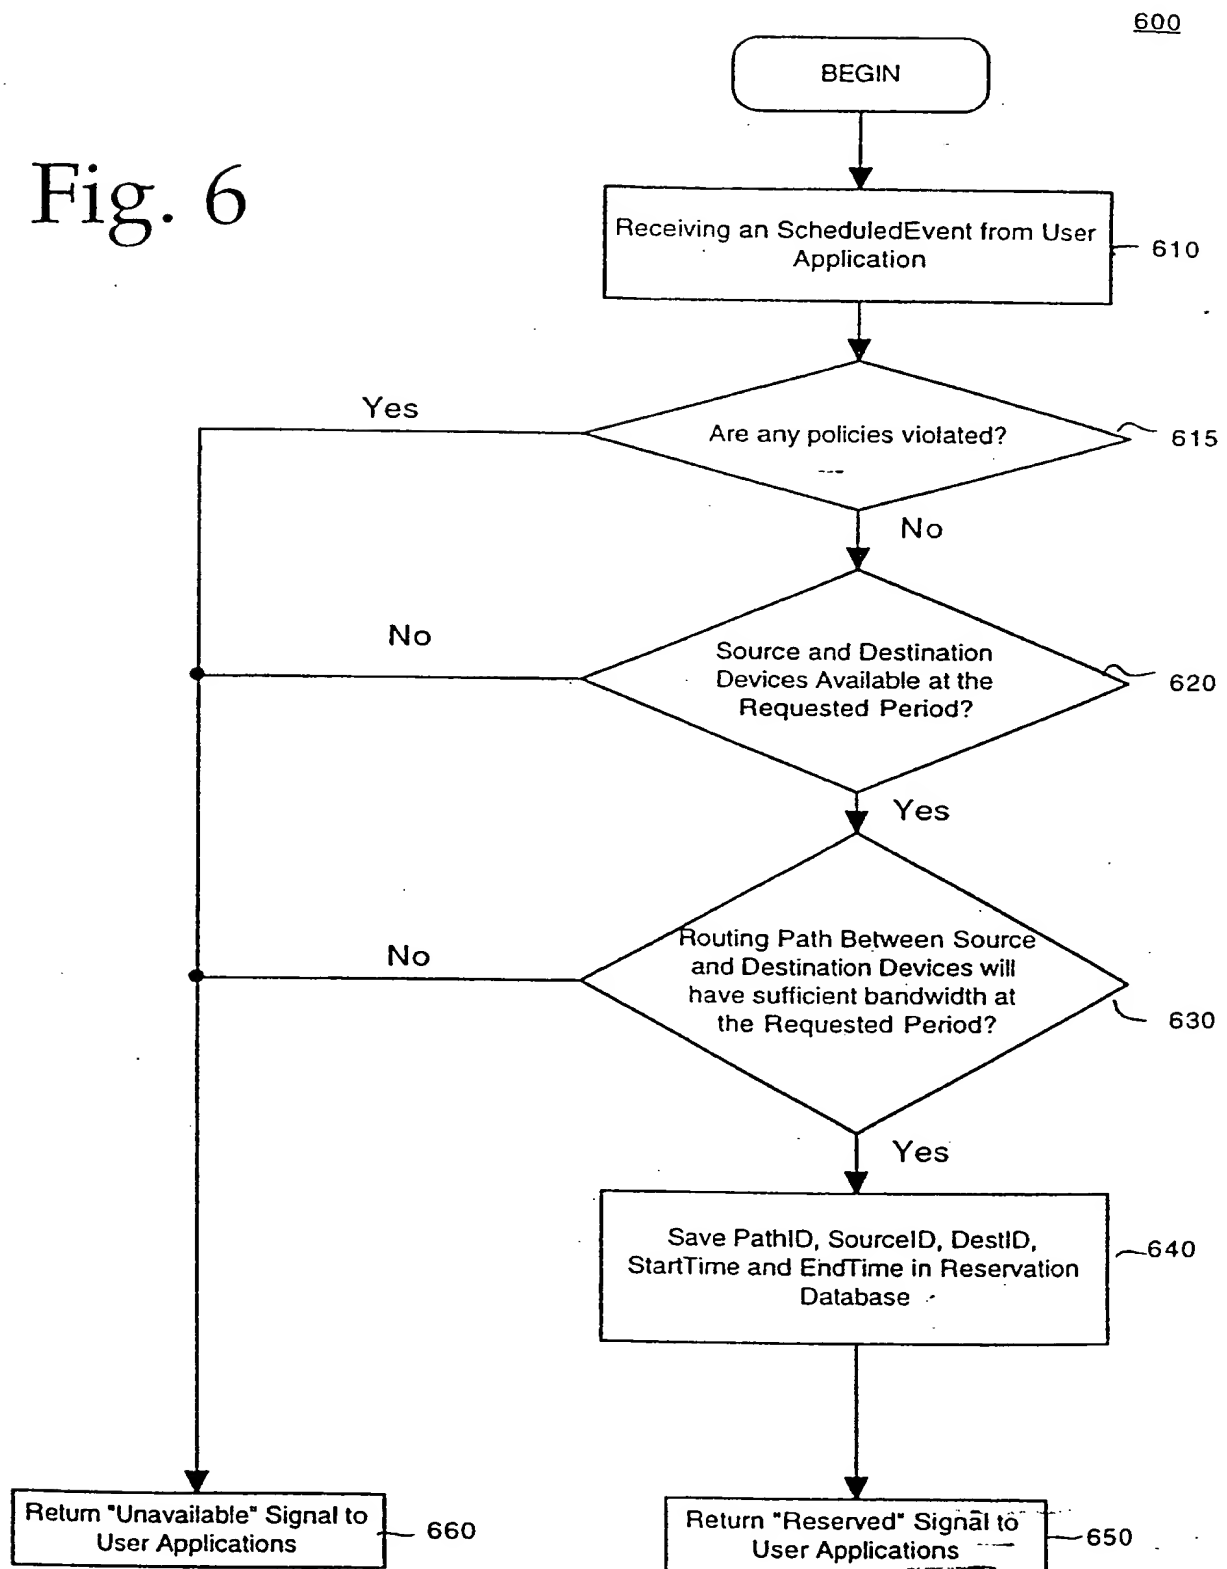 600
BEGIN
Fig. 6
Receiving an ScheduledEvent from User
Application
610
Yes
Are any policies violated?
615
No
No
Source and Destination
Devices Available at the
Requested Period?
620
Yes
No
Routing Path Between Source
and Destination Devices will
have sufficient bandwidth at
the Requested Period?
630
Yes
Save PathID, SourceID, DestID,
StartTime and EndTime in Reservation
Database
640
Return "Unavailable" Signal to
User Applications
660
Return "Reserved" Signal to
User Applications
650